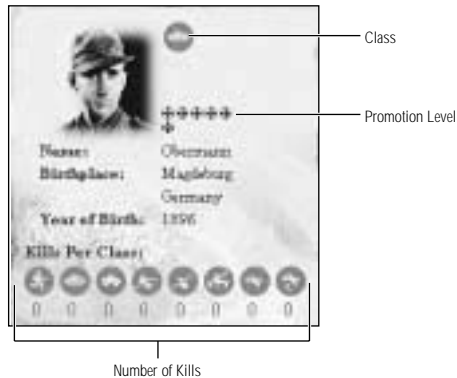 Class
Promotion Level
Name: Obermann
Birthplace: Magdeburg
Germany
Year of Birth: 1896
Kills Per Class:
0 0 0 0 0 0 0 0
Number of Kills